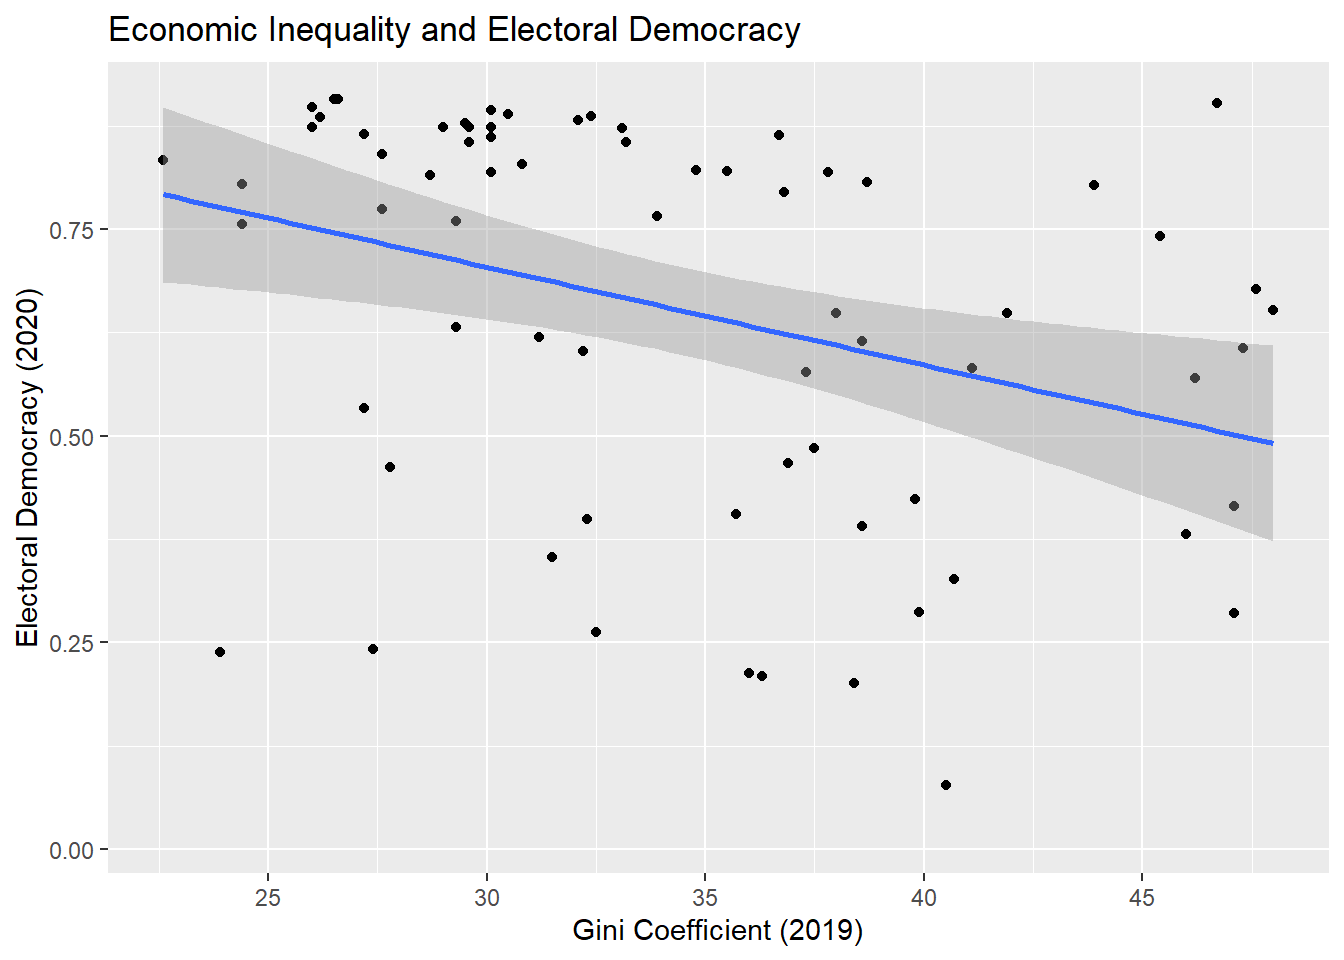 Economic Inequality and Electoral Democracy
Electoral Democracy (2020)
0.75
0.50
0.25
0.00
25 30 35 40 45
Gini Coefficient (2019)